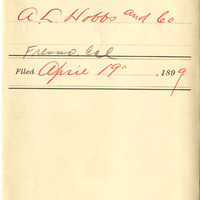 A L Hobbs and Co
Fresno. Cal
Filed April 19", 1899